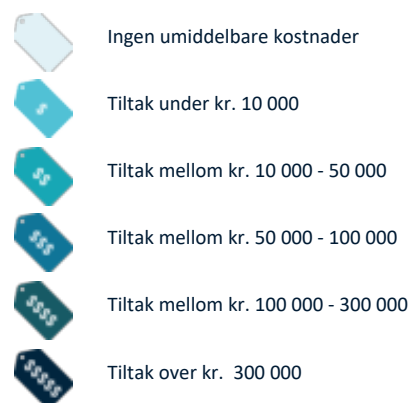 Ingen umiddelbare kostnader
$
Tiltak under kr. 10 000
$$
Tiltak mellom kr. 10 000 - 50 000
$$$
Tiltak mellom kr. 50 000 - 100 000
$$$$
Tiltak mellom kr. 100 000 - 300 000
$$$$$
Tiltak over kr.  300 000